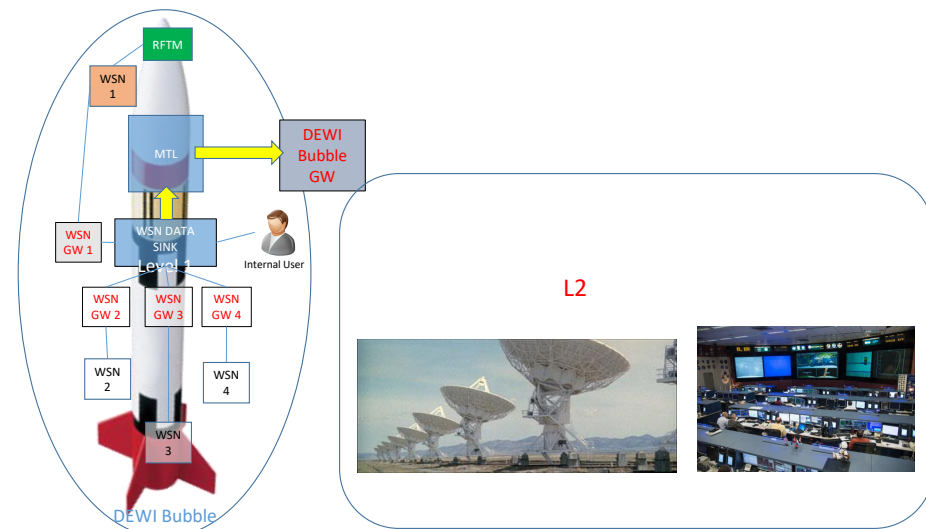 RFTM
WSN
1
MTL
DEWI
Bubble
GW
WSN
GW 1
WSN DATA
SINK
Level 1
Internal User
WSN
GW 2
WSN
GW 3
WSN
GW 4
WSN
2
WSN
4
WSN
3
DEWI Bubble
L2